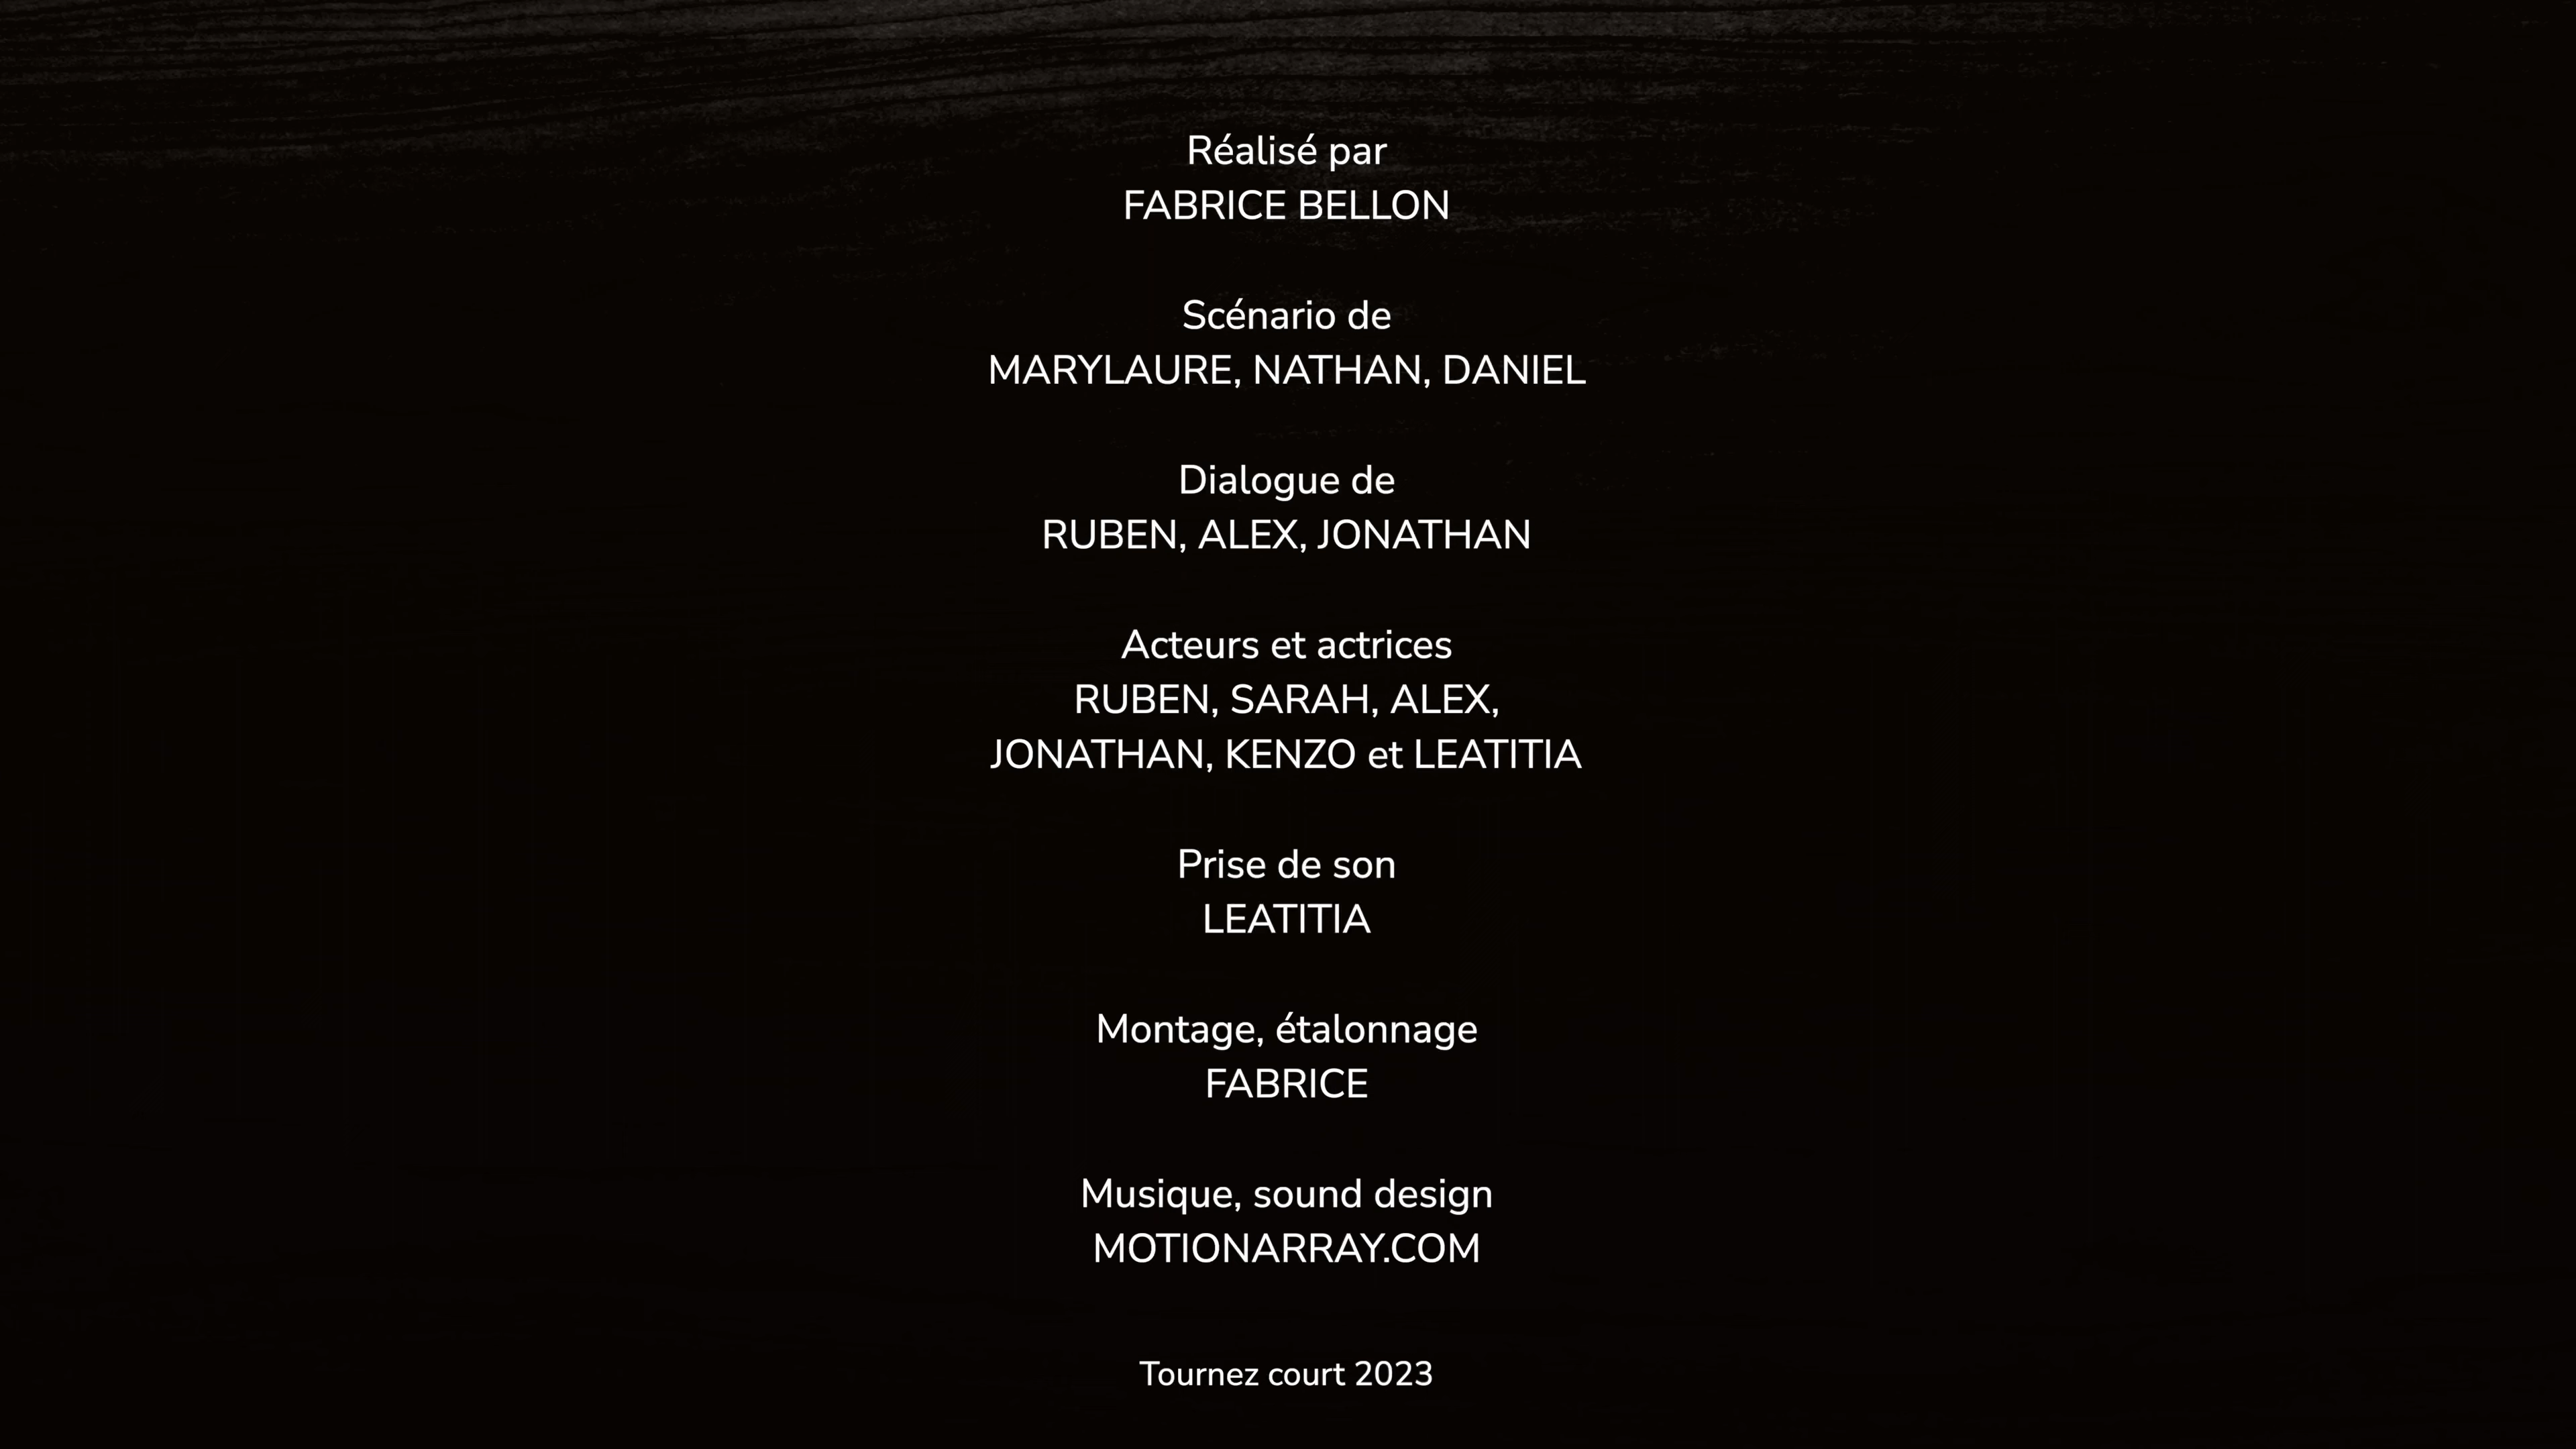 Réalisé par
FABRICE BELLON
Scénario de
MARYLAURE, NATHAN, DANIEL
Dialogue de
RUBEN, ALEX, JONATHAN
Acteurs et actrices
RUBEN, SARAH, ALEX,
JONATHAN, KENZO et LEATITIA
Prise de son
LEATITIA
Montage, étalonnage
FABRICE
Musique, sound design
MOTIONARRAY.COM
Tournez court 2023